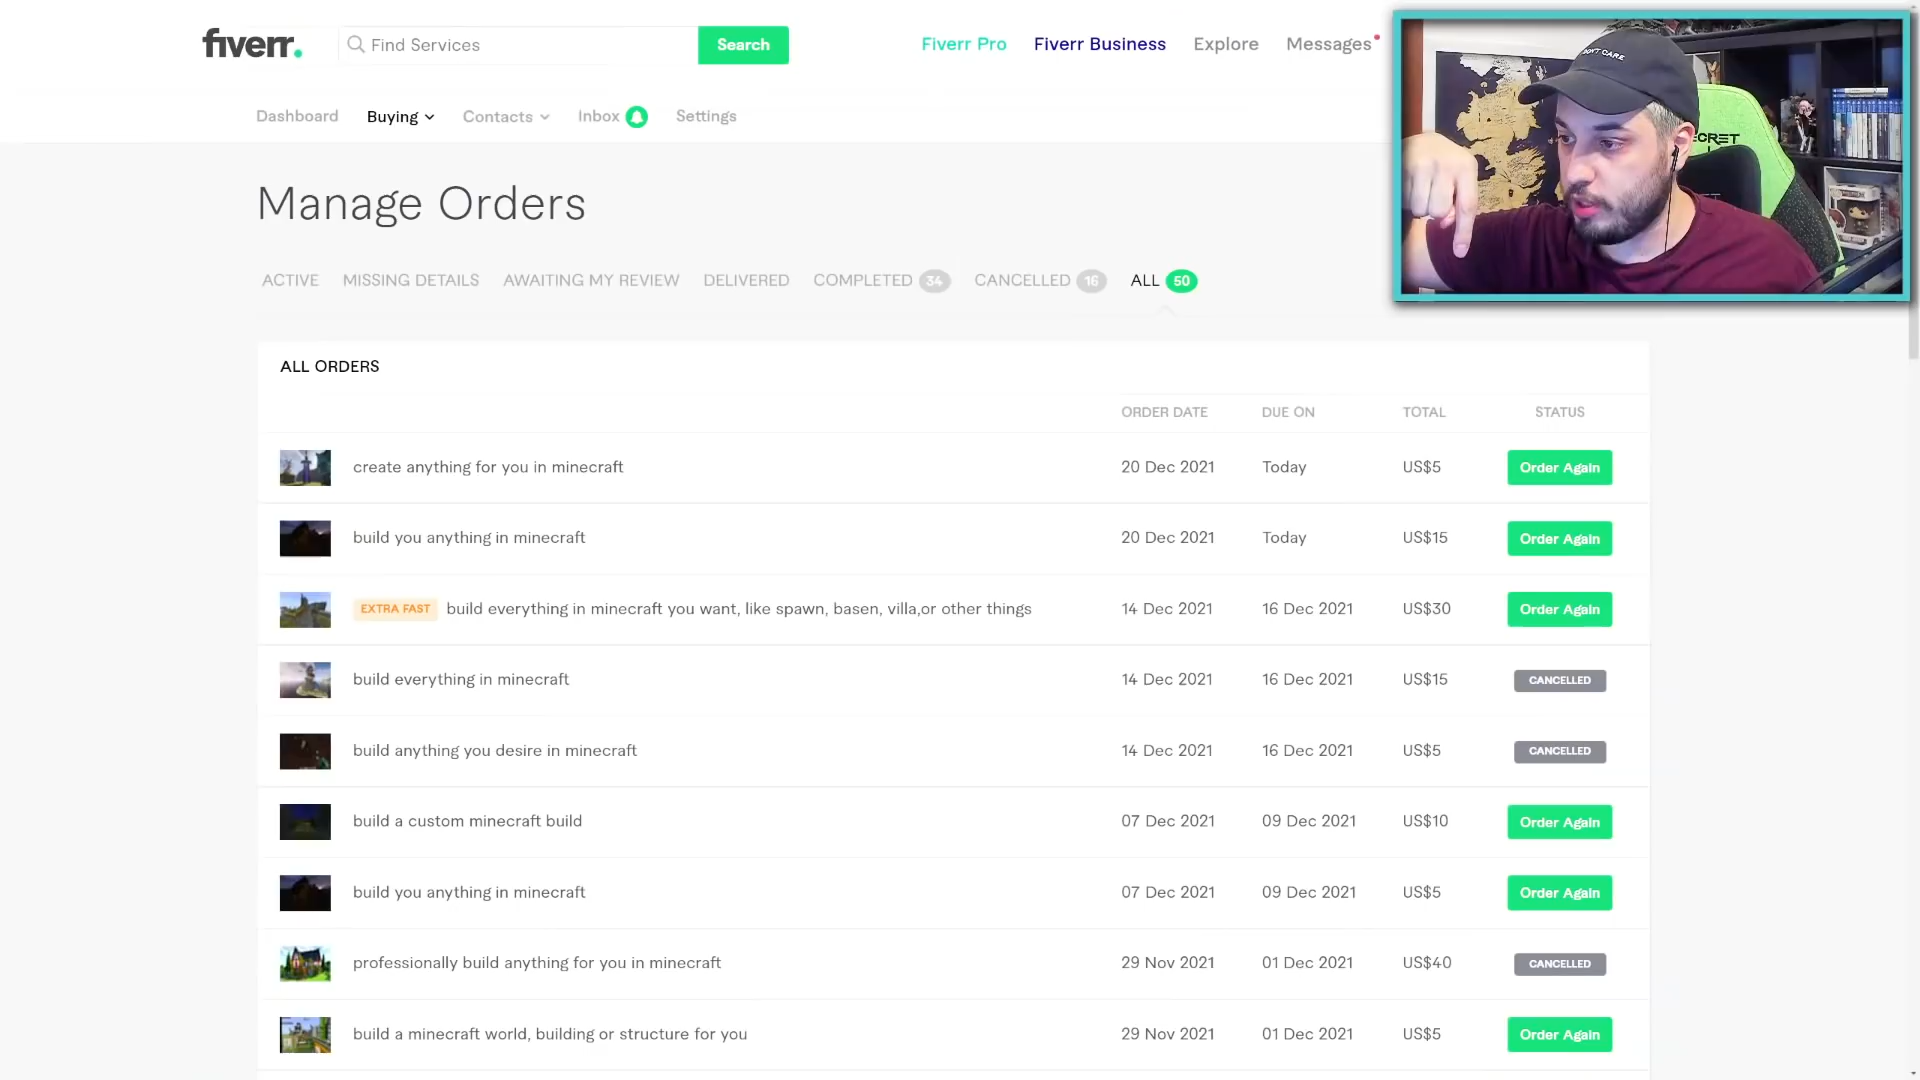 fiverr.
Find Services
Search
Fiverr Pro
Fiverr Business
Explore
Messages
Dashboard
Buying
Contacts
Inbox
Settings
Manage Orders
ACTIVE
MISSING DETAILS
AWAITING MY REVIEW
DELIVERED
COMPLETED 34
CANCELLED 16
ALL 50
ALL ORDERS
ORDER DATE DUE ON TOTAL STATUS
create anything for you in minecraft 20 Dec 2021 Today US$5 Order Again
build you anything in minecraft 20 Dec 2021 Today US$15 Order Again
EXTRA FAST build everything in minecraft you want, like spawn, basen, villa,or other things 14 Dec 2021 16 Dec 2021 US$30 Order Again
build everything in minecraft 14 Dec 2021 16 Dec 2021 US$15 CANCELLED
build anything you desire in minecraft 14 Dec 2021 16 Dec 2021 US$5 CANCELLED
build a custom minecraft build 07 Dec 2021 09 Dec 2021 US$10 Order Again
build you anything in minecraft 07 Dec 2021 09 Dec 2021 US$5 Order Again
professionally build anything for you in minecraft 29 Nov 2021 01 Dec 2021 US$40 CANCELLED
build a minecraft world, building or structure for you 29 Nov 2021 01 Dec 2021 US$5 Order Again
DON'T CARE